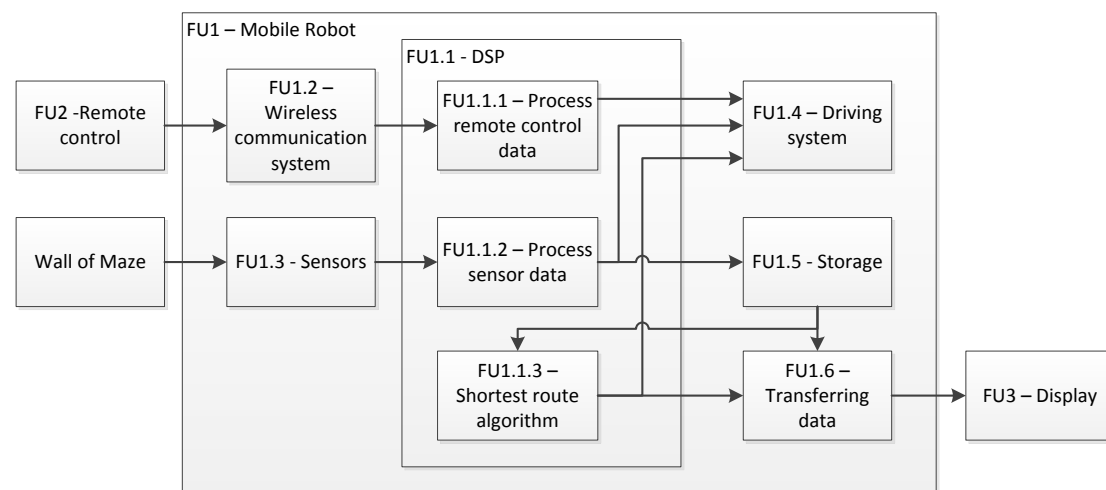 FU1 – Mobile Robot
FU1.1 - DSP
FU2 -Remote
control
FU1.2 –
Wireless
communication
system
FU1.1.1 – Process
remote control
data
FU1.4 – Driving
system
Wall of Maze
FU1.3 - Sensors
FU1.1.2 – Process
sensor data
FU1.5 - Storage
FU1.1.3 –
Shortest route
algorithm
FU1.6 –
Transferring
data
FU3 – Display